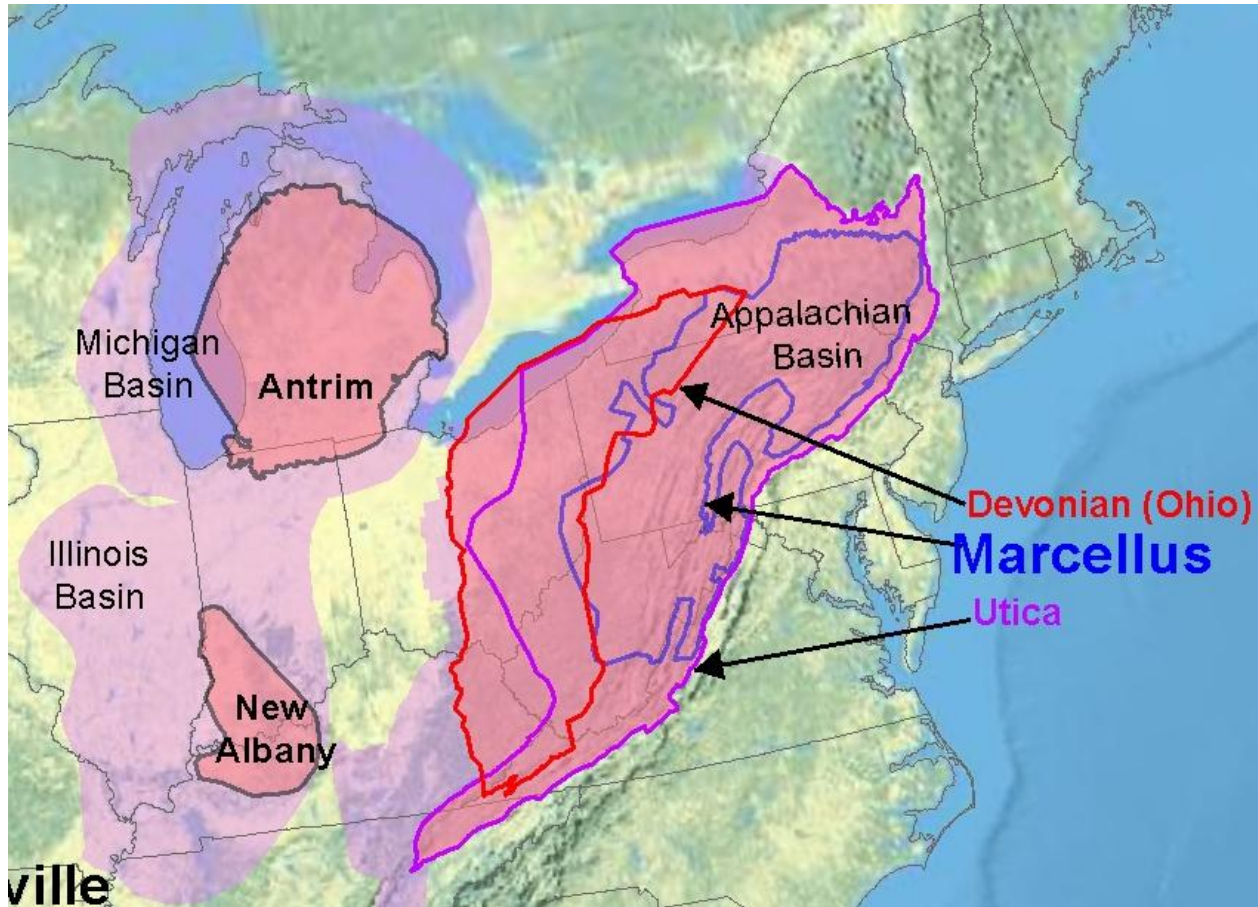 Michigan
Basin
Antrim
Appalachian
Basin
Devonian (Ohio)
Marcellus
Utica
Illinois
Basin
New
Albany
ville